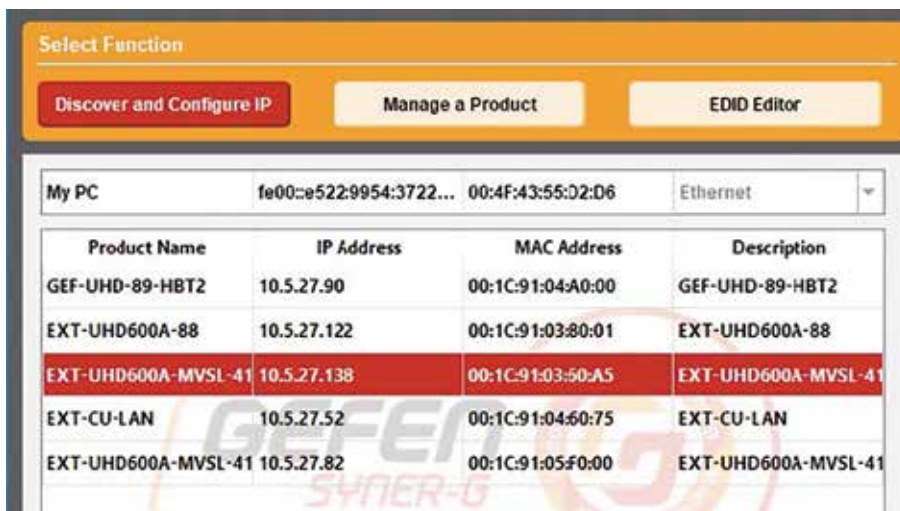 Select Function
Discover and Configure IP Manage a Product EDID Editor
My PC fe00::e522:9954:3722... 00:4F:43:55:D2:D6 Ethernet
Product Name IP Address MAC Address Description
GEF-UHD-89-HBT2 10.5.27.90 00:1C:91:04:A0:00 GEF-UHD-89-HBT2
EXT-UHD600A-88 10.5.27.122 00:1C:91:03:80:01 EXT-UHD600A-88
EXT-UHD600A-MVSL-41 10.5.27.138 00:1C:91:03:60:A5 EXT-UHD600A-MVSL-41
EXT-CU-LAN 10.5.27.52 00:1C:91:04:60:75 EXT-CU-LAN
EXT-UHD600A-MVSL-41 10.5.27.82 00:1C:91:05:F0:00 EXT-UHD600A-MVSL-41
GEFEN
SYNER-G